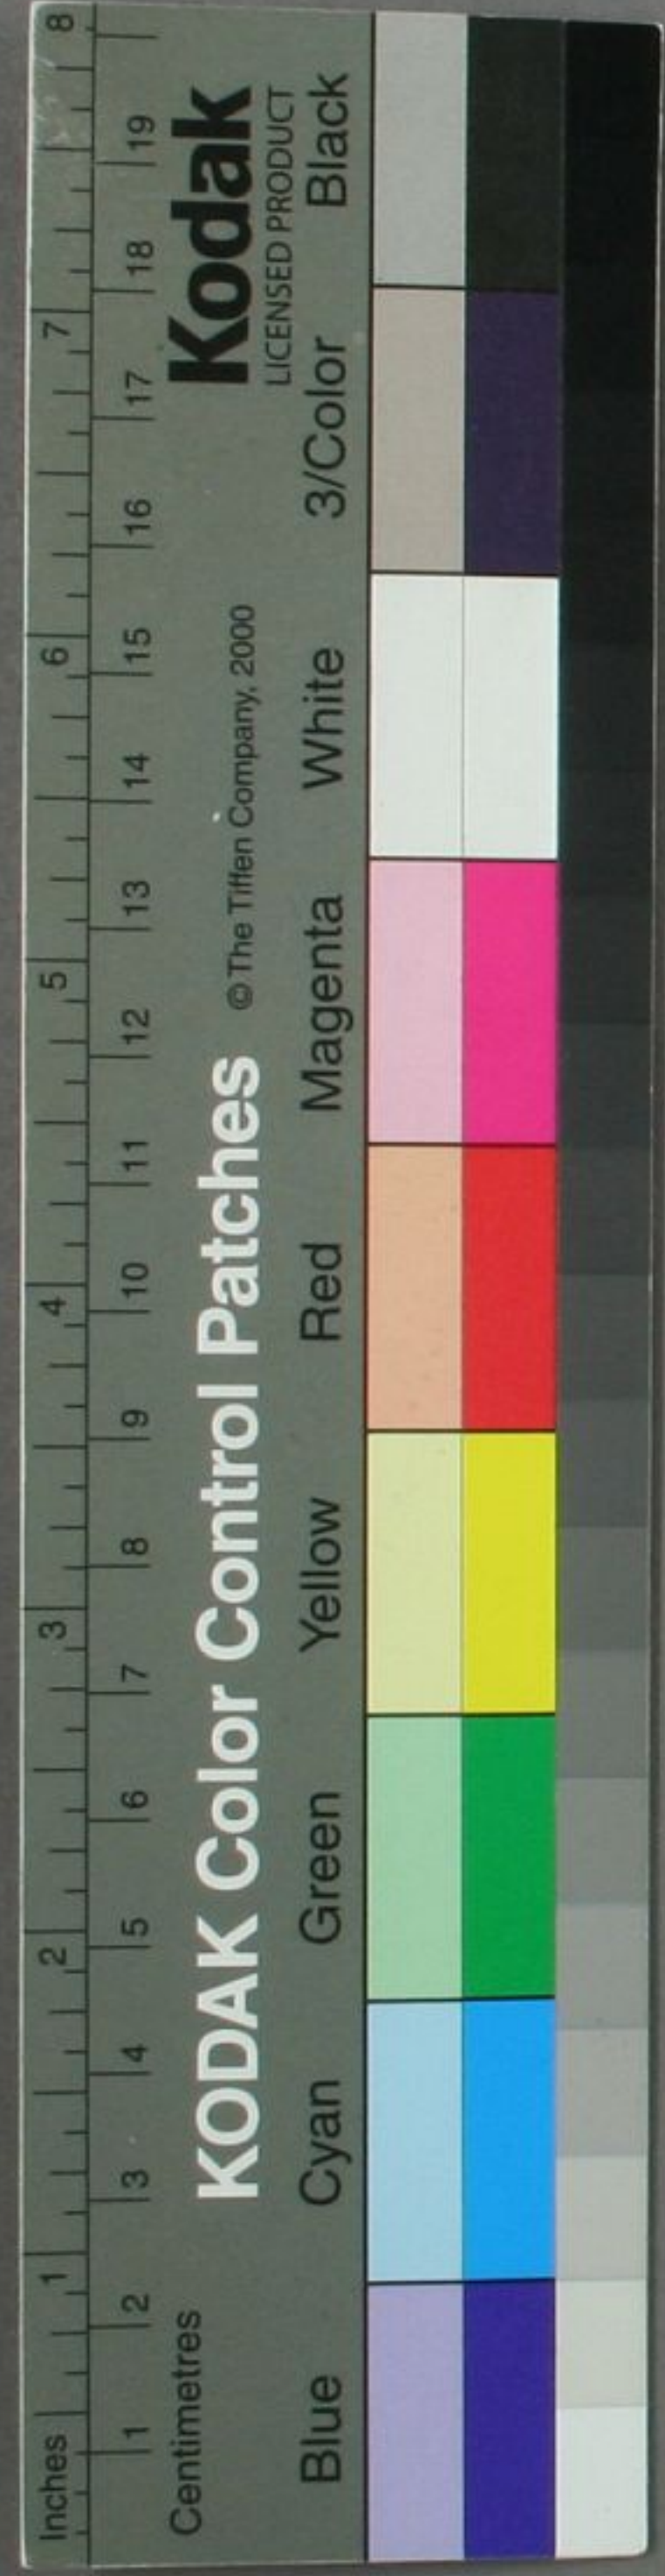 Inches 1 2 3 4 5 6 7 8
1 2 3 4 5 6 7 8 9 10 11 12 13 14 15 16 17 18 19
Centimetres
KODAK Color Control Patches © The Tiffen Company, 2000 Kodak
LICENSED PRODUCT
Blue Cyan Green Yellow Red Magenta White 3/Color Black